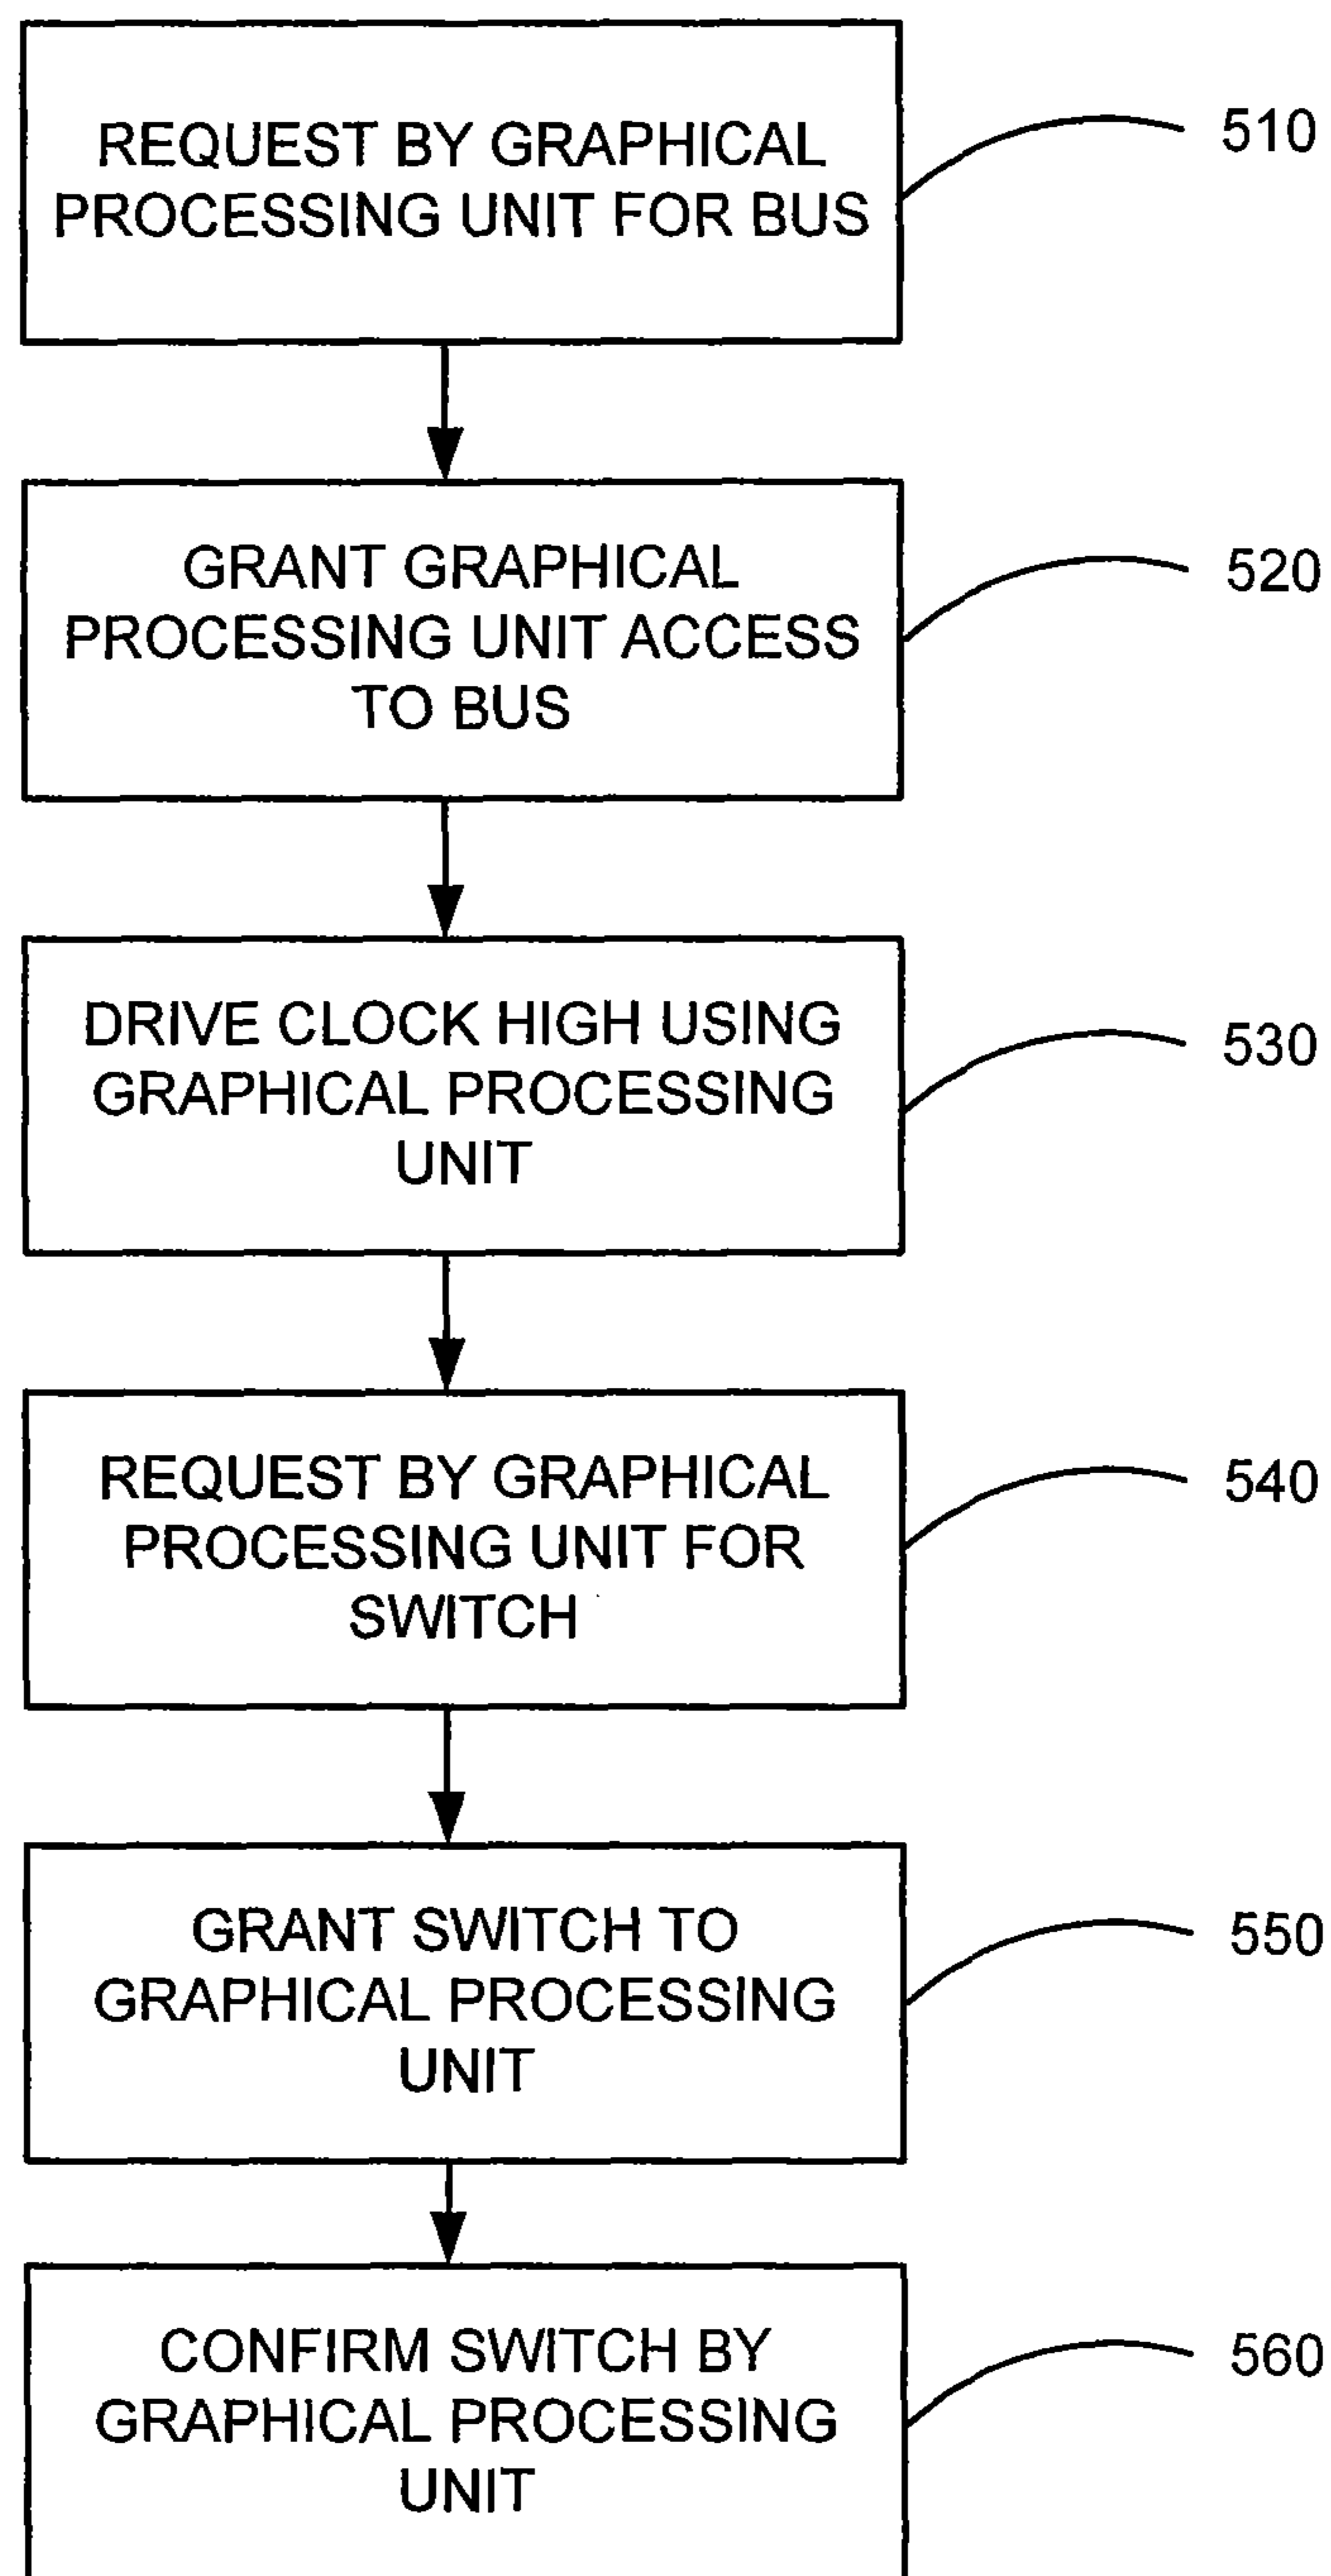 REQUEST BY GRAPHICAL
PROCESSING UNIT FOR BUS
510
GRANT GRAPHICAL
PROCESSING UNIT ACCESS
TO BUS
520
DRIVE CLOCK HIGH USING
GRAPHICAL PROCESSING
UNIT
530
REQUEST BY GRAPHICAL
PROCESSING UNIT FOR
SWITCH
540
GRANT SWITCH TO
GRAPHICAL PROCESSING
UNIT
550
CONFIRM SWITCH BY
GRAPHICAL PROCESSING
UNIT
560